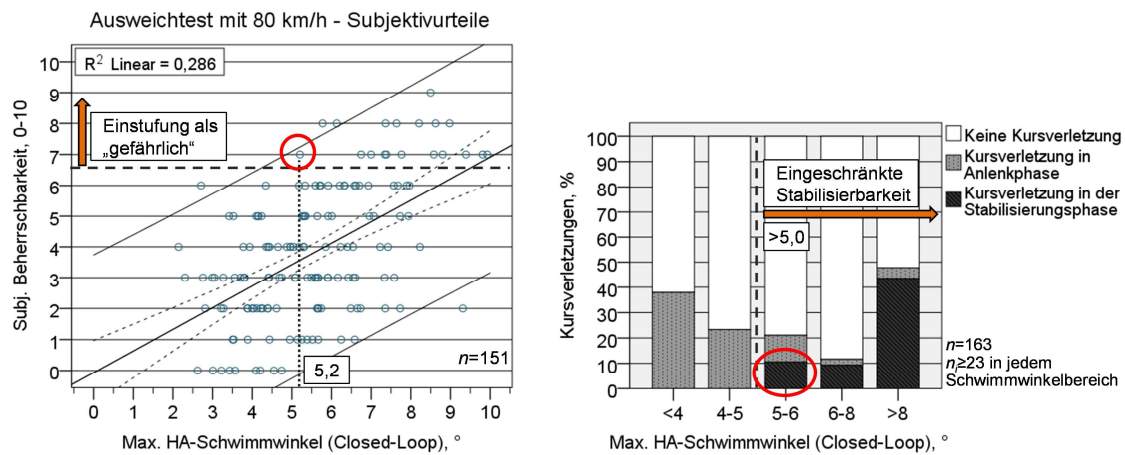 Ausweichtest mit 80 km/h - Subjektivurteile
R² Linear = 0,286
Einstufung als
„gefährlich“
Subj. Beherrschbarkeit, 0-10
10
9
8
7
6
5
4
3
2
1
0
n=151
5,2
0 1 2 3 4 5 6 7 8 9 10
Max. HA-Schwimmwinkel (Closed-Loop), °
Kursverletzungen, %
100
90
80
70
60
50
40
30
20
10
0
Eingeschränkte
Stabilisierbarkeit
>5,0
<4 4-5 5-6 6-8 >8
Max. HA-Schwimmwinkel (Closed-Loop), °
Keine Kursverletzung
Kursverletzung in
Anlenkphase
Kursverletzung in der
Stabilisierungsphase
n=163
nᵢ≥23 in jedem
Schwimmwinkelbereich